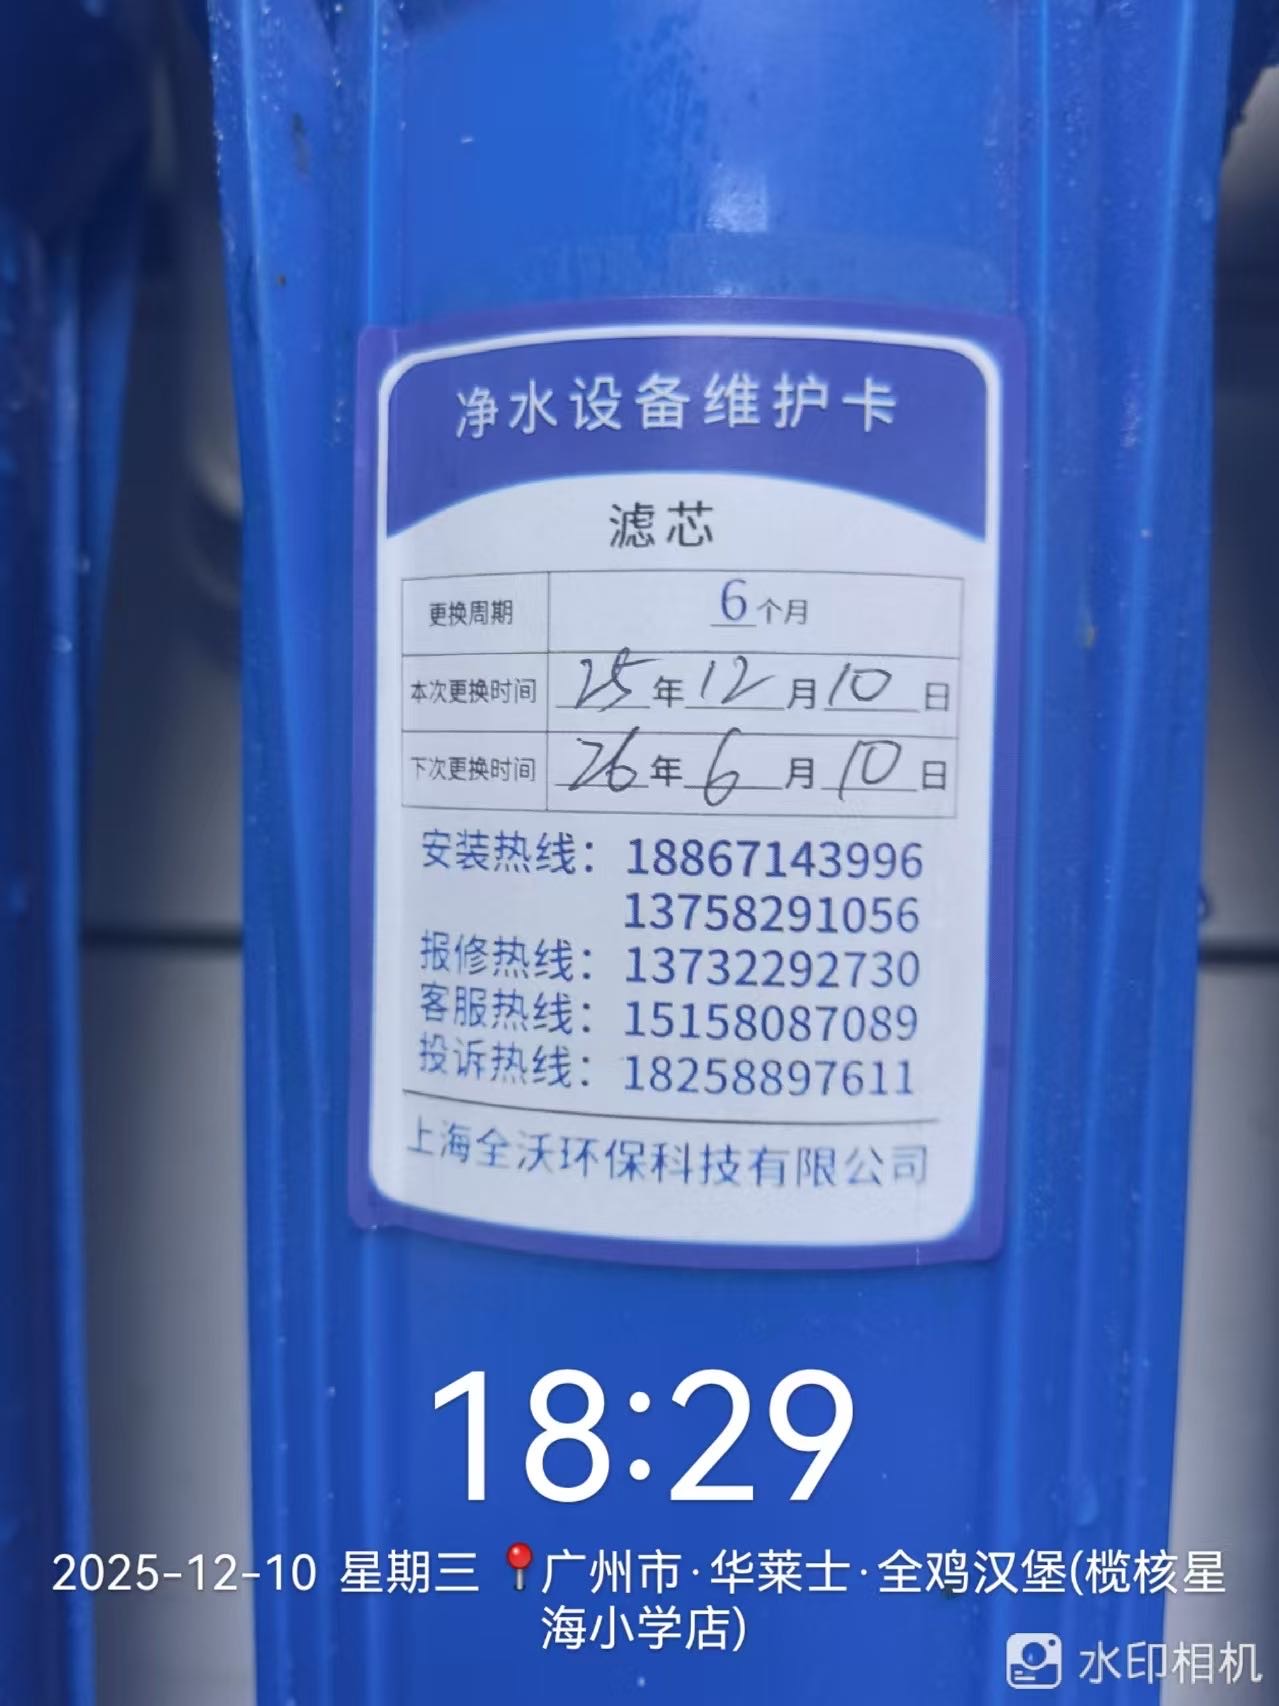 净水设备维护卡
滤芯
更换周期 6个月
本次更换时间 25年12月10日
下次更换时间 26年6月10日
安装热线：18867143996
13758291056
报修热线：13732292730
客服热线：15158087089
投诉热线：18258897611
上海全沃环保科技有限公司
18:29
2025-12-10 星期三 📍广州市·华莱士·全鸡汉堡(榄核星
海小学店)
水印相机